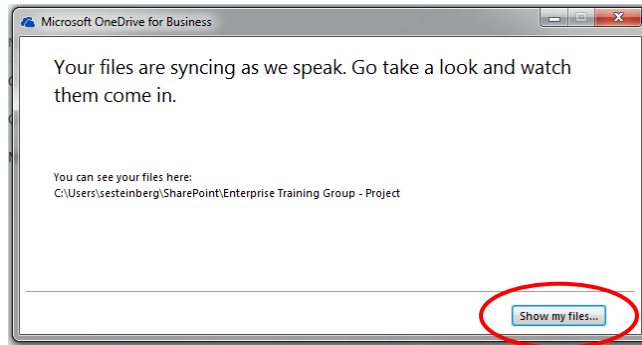 Microsoft OneDrive for Business
Your files are syncing as we speak. Go take a look and watch
them come in.
You can see your files here:
C:\Users\sesteinberg\SharePoint\Enterprise Training Group - Project
Show my files...